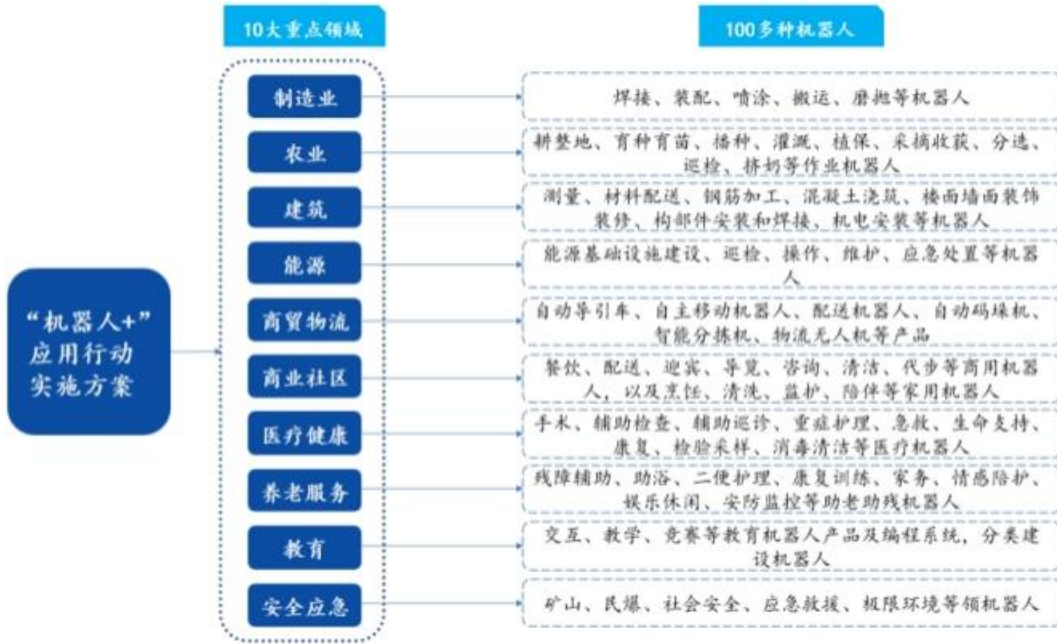 10大重点领域
100多种机器人
“机器人+”
应用行动
实施方案
制造业
焊接、装配、喷涂、搬运、磨抛等机器人
农业
耕整地、育种育苗、播种、灌溉、植保、采摘收获、分选、
巡检、挤奶等作业机器人
建筑
测量、材料配送、钢筋加工、混凝土浇筑、楼面墙面装饰
装修、构部件安装和焊接、机电安装等机器人
能源
能源基础设施建设、巡检、操作、维护、应急处置等机器
人
商贸物流
自动导引车、自主移动机器人、配送机器人、自动码垛机、
智能分拣机、物流无人机等产品
商业社区
餐饮、配送、迎宾、导览、咨询、清洁、代步等商用机器
人，以及烹饪、清洗、监护、陪伴等家用机器人
医疗健康
手术、辅助检查、辅助巡诊、重症护理、急救、生命支持、
康复、检验采样、消毒清洁等医疗机器人
养老服务
残障辅助、助浴、二便护理、康复训练、家务、情感陪护、
娱乐休闲、安防监控等助老助残机器人
教育
交互、教学、竞赛等教育机器人产品及编程系统，分类建
设机器人
安全应急
矿山、民爆、社会安全、应急救援、极限环境等领机器人